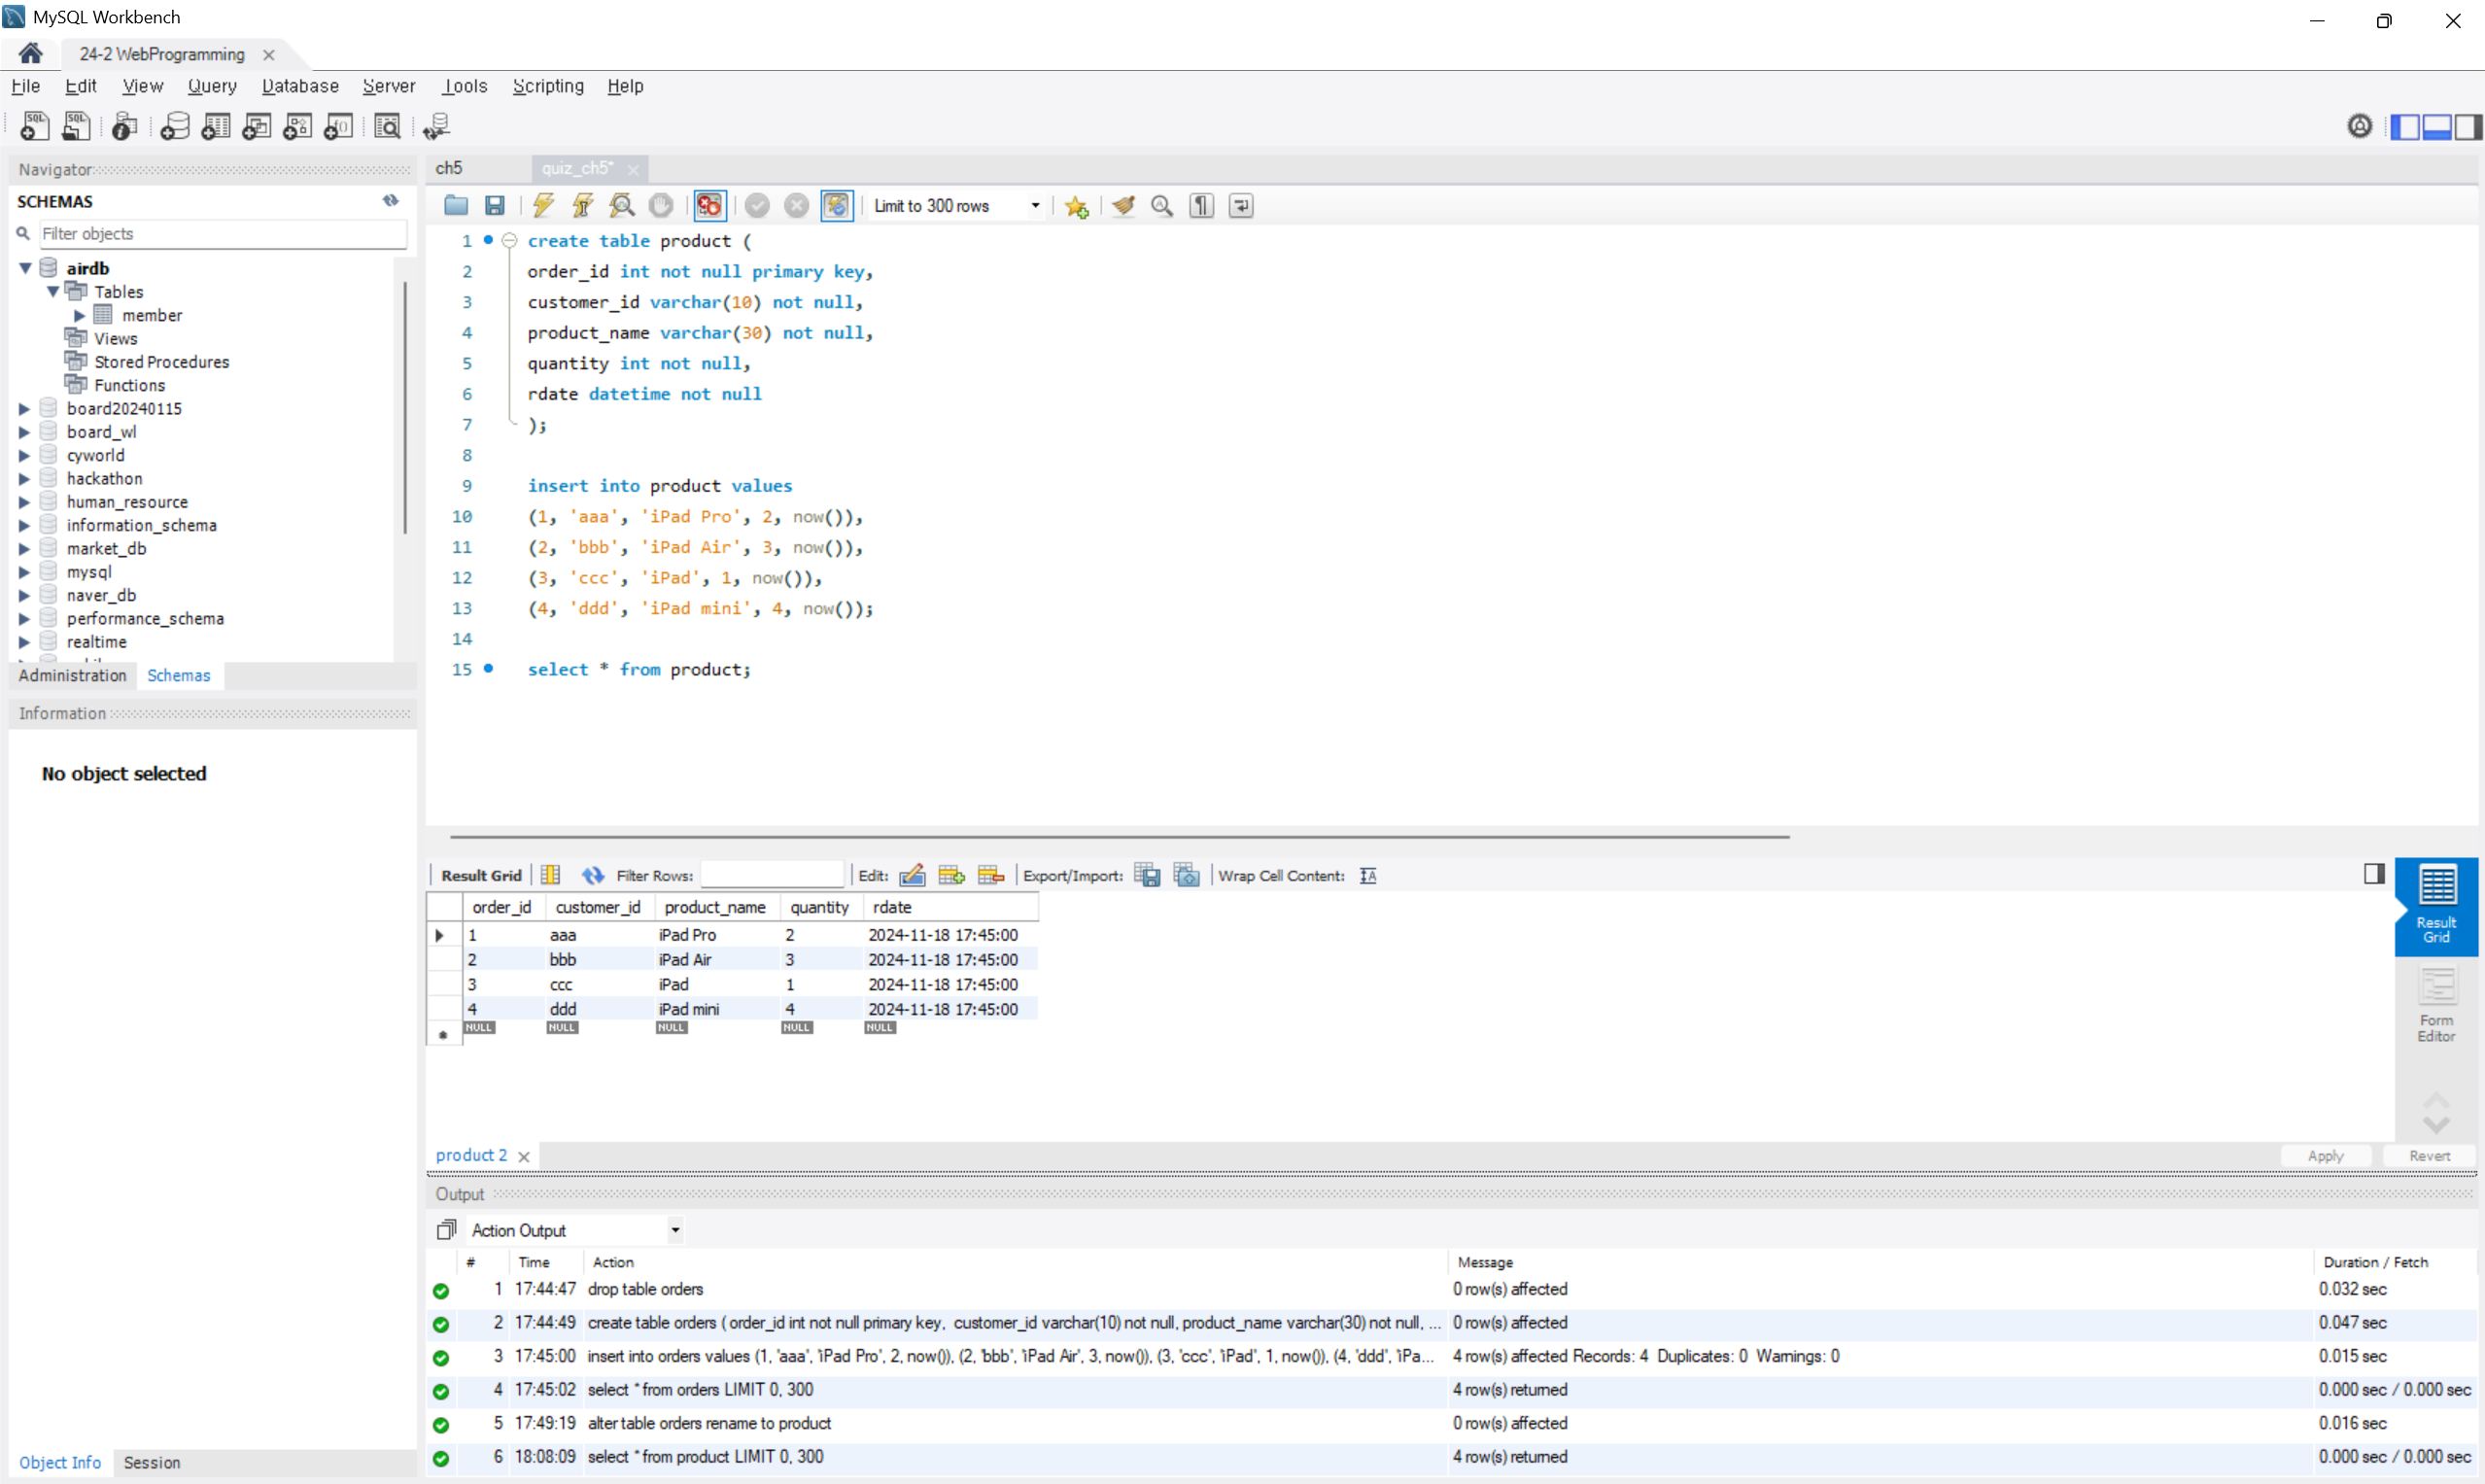 MySQL Workbench
24-2 WebProgramming
File Edit View Query Database Server Tools Scripting Help
Navigator
SCHEMAS
Filter objects
airdb
Tables
member
Views
Stored Procedures
Functions
board20240115
board_wl
cyworld
hackathon
human_resource
information_schema
market_db
mysql
naver_db
performance_schema
realtime
Administration Schemas
Information
No object selected
Object Info Session
ch5 quiz_ch5*
Limit to 300 rows
1 create table product (
2 order_id int not null primary key,
3 customer_id varchar(10) not null,
4 product_name varchar(30) not null,
5 quantity int not null,
6 rdate datetime not null
7 );
8
9 insert into product values
10 (1, 'aaa', 'iPad Pro', 2, now()),
11 (2, 'bbb', 'iPad Air', 3, now()),
12 (3, 'ccc', 'iPad', 1, now()),
13 (4, 'ddd', 'iPad mini', 4, now());
14
15 select * from product;
Result Grid Filter Rows: Edit: Export/Import: Wrap Cell Content:
order_id customer_id product_name quantity rdate
1 aaa iPad Pro 2 2024-11-18 17:45:00
2 bbb iPad Air 3 2024-11-18 17:45:00
3 ccc iPad 1 2024-11-18 17:45:00
4 ddd iPad mini 4 2024-11-18 17:45:00
NULL NULL NULL NULL NULL
Result
Grid
Form
Editor
product 2
Apply Revert
Output
Action Output
# Time Action Message Duration / Fetch
1 17:44:47 drop table orders 0 row(s) affected 0.032 sec
2 17:44:49 create table orders ( order_id int not null primary key, customer_id varchar(10) not null, product_name varchar(30) not null, ... 0 row(s) affected 0.047 sec
3 17:45:00 insert into orders values (1, 'aaa', 'iPad Pro', 2, now()), (2, 'bbb', 'iPad Air', 3, now()), (3, 'ccc', 'iPad', 1, now()), (4, 'ddd', 'iPa... 4 row(s) affected Records: 4 Duplicates: 0 Warnings: 0 0.015 sec
4 17:45:02 select * from orders LIMIT 0, 300 4 row(s) returned 0.000 sec / 0.000 sec
5 17:49:19 alter table orders rename to product 0 row(s) affected 0.016 sec
6 18:08:09 select * from product LIMIT 0, 300 4 row(s) returned 0.000 sec / 0.000 sec